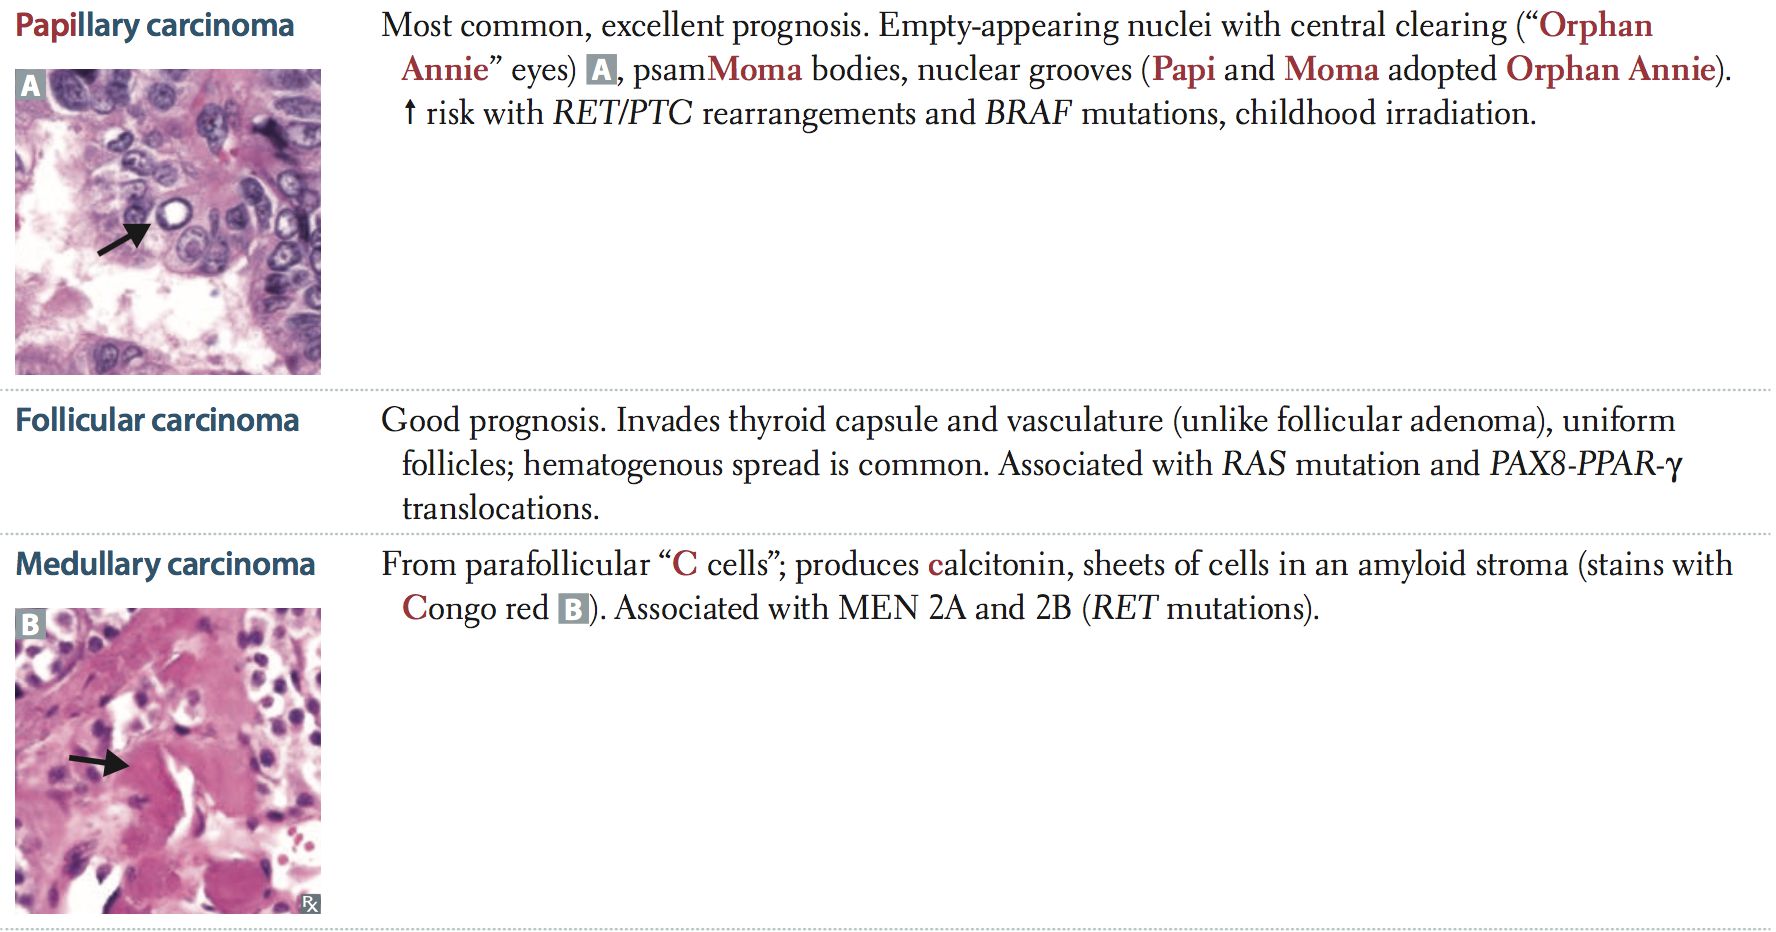 Papillary carcinoma
Most common, excellent prognosis. Empty-appearing nuclei with central clearing (“Orphan
Annie” eyes) A, psamMoma bodies, nuclear grooves (Papi and Moma adopted Orphan Annie).
↑ risk with RET/PTC rearrangements and BRAF mutations, childhood irradiation.
A
Follicular carcinoma
Good prognosis. Invades thyroid capsule and vasculature (unlike follicular adenoma), uniform
follicles; hematogenous spread is common. Associated with RAS mutation and PAX8-PPAR-γ
translocations.
Medullary carcinoma
From parafollicular “C cells”; produces calcitonin, sheets of cells in an amyloid stroma (stains with
Congo red B). Associated with MEN 2A and 2B (RET mutations).
B
Rx